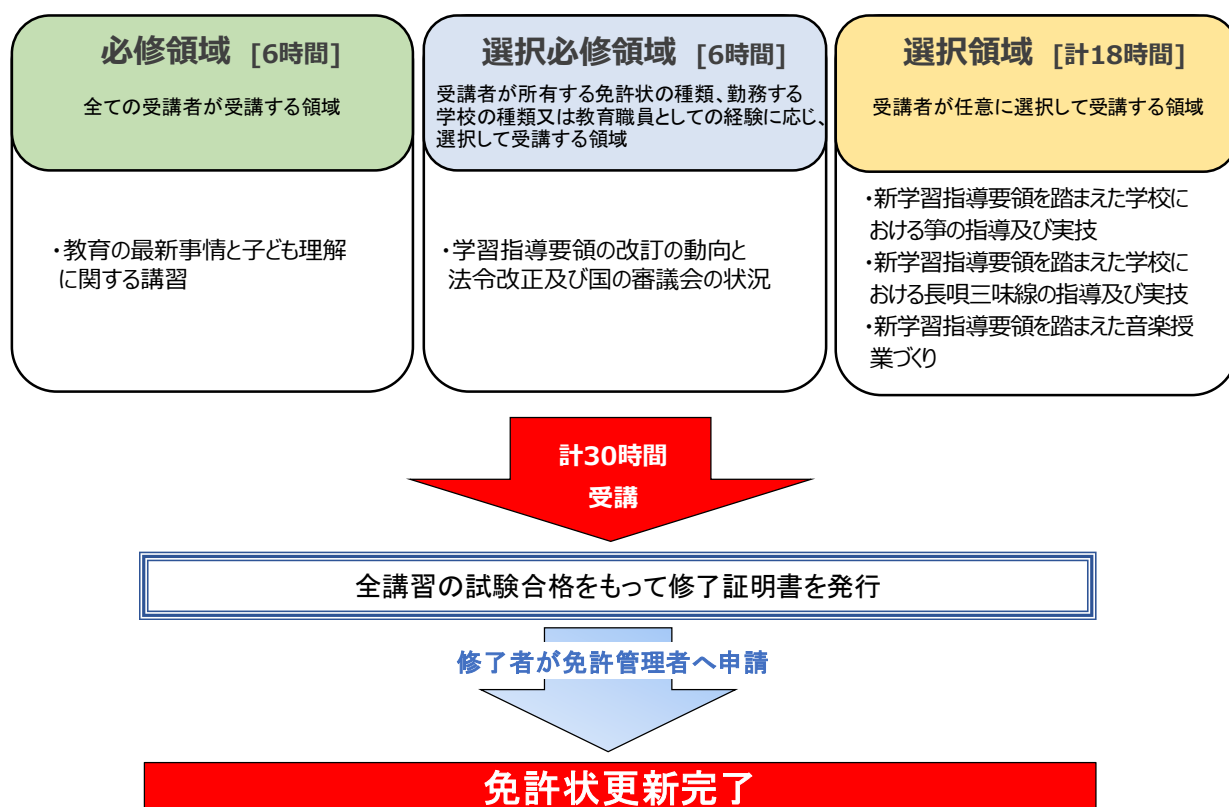 必修領域 [6時間]
全ての受講者が受講する領域
・教育の最新事情と子ども理解
に関する講習
選択必修領域 [6時間]
受講者が所有する免許状の種類、勤務する
学校の種類又は教育職員としての経験に応じ、
選択して受講する領域
・学習指導要領の改訂の動向と
法令改正及び国の審議会の状況
選択領域 [計18時間]
受講者が任意に選択して受講する領域
・新学習指導要領を踏まえた学校に
おける箏の指導及び実技
・新学習指導要領を踏まえた学校に
おける長唄三味線の指導及び実技
・新学習指導要領を踏まえた音楽授
業づくり
計30時間
受講
全講習の試験合格をもって修了証明書を発行
修了者が免許管理者へ申請
免許状更新完了